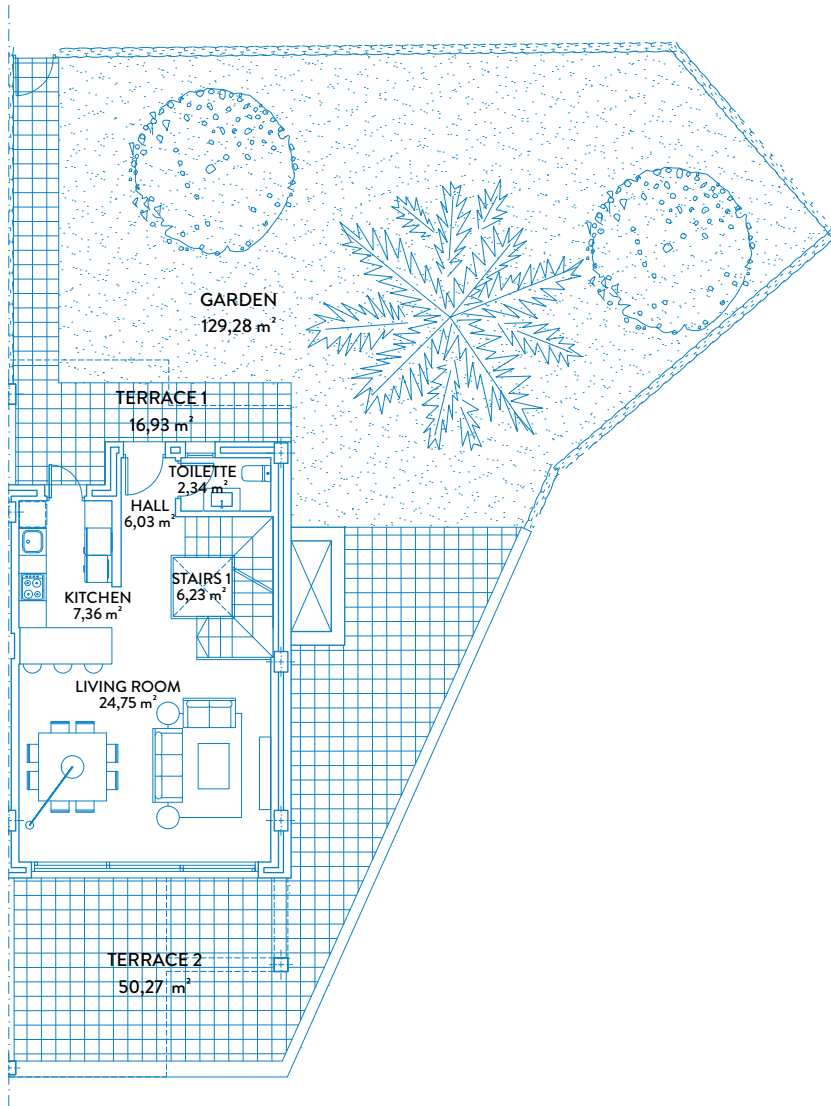 GARDEN
129,28 m²
TERRACE 1
16,93 m²
TOILETTE
2,34 m²
HALL
6,03 m²
STAIRS 1
6,23 m²
KITCHEN
7,36 m²
LIVING ROOM
24,75 m²
TERRACE 2
50,27 m²